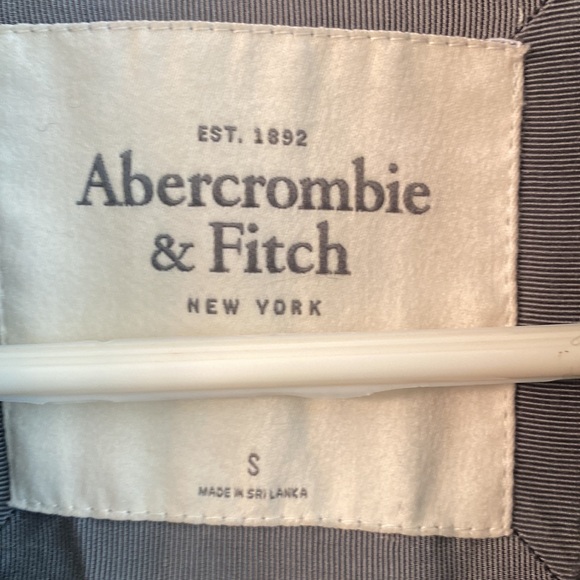 EST. 1892
Abercrombie
& Fitch
NEW YORK
S
MADE IN SRI LANKA